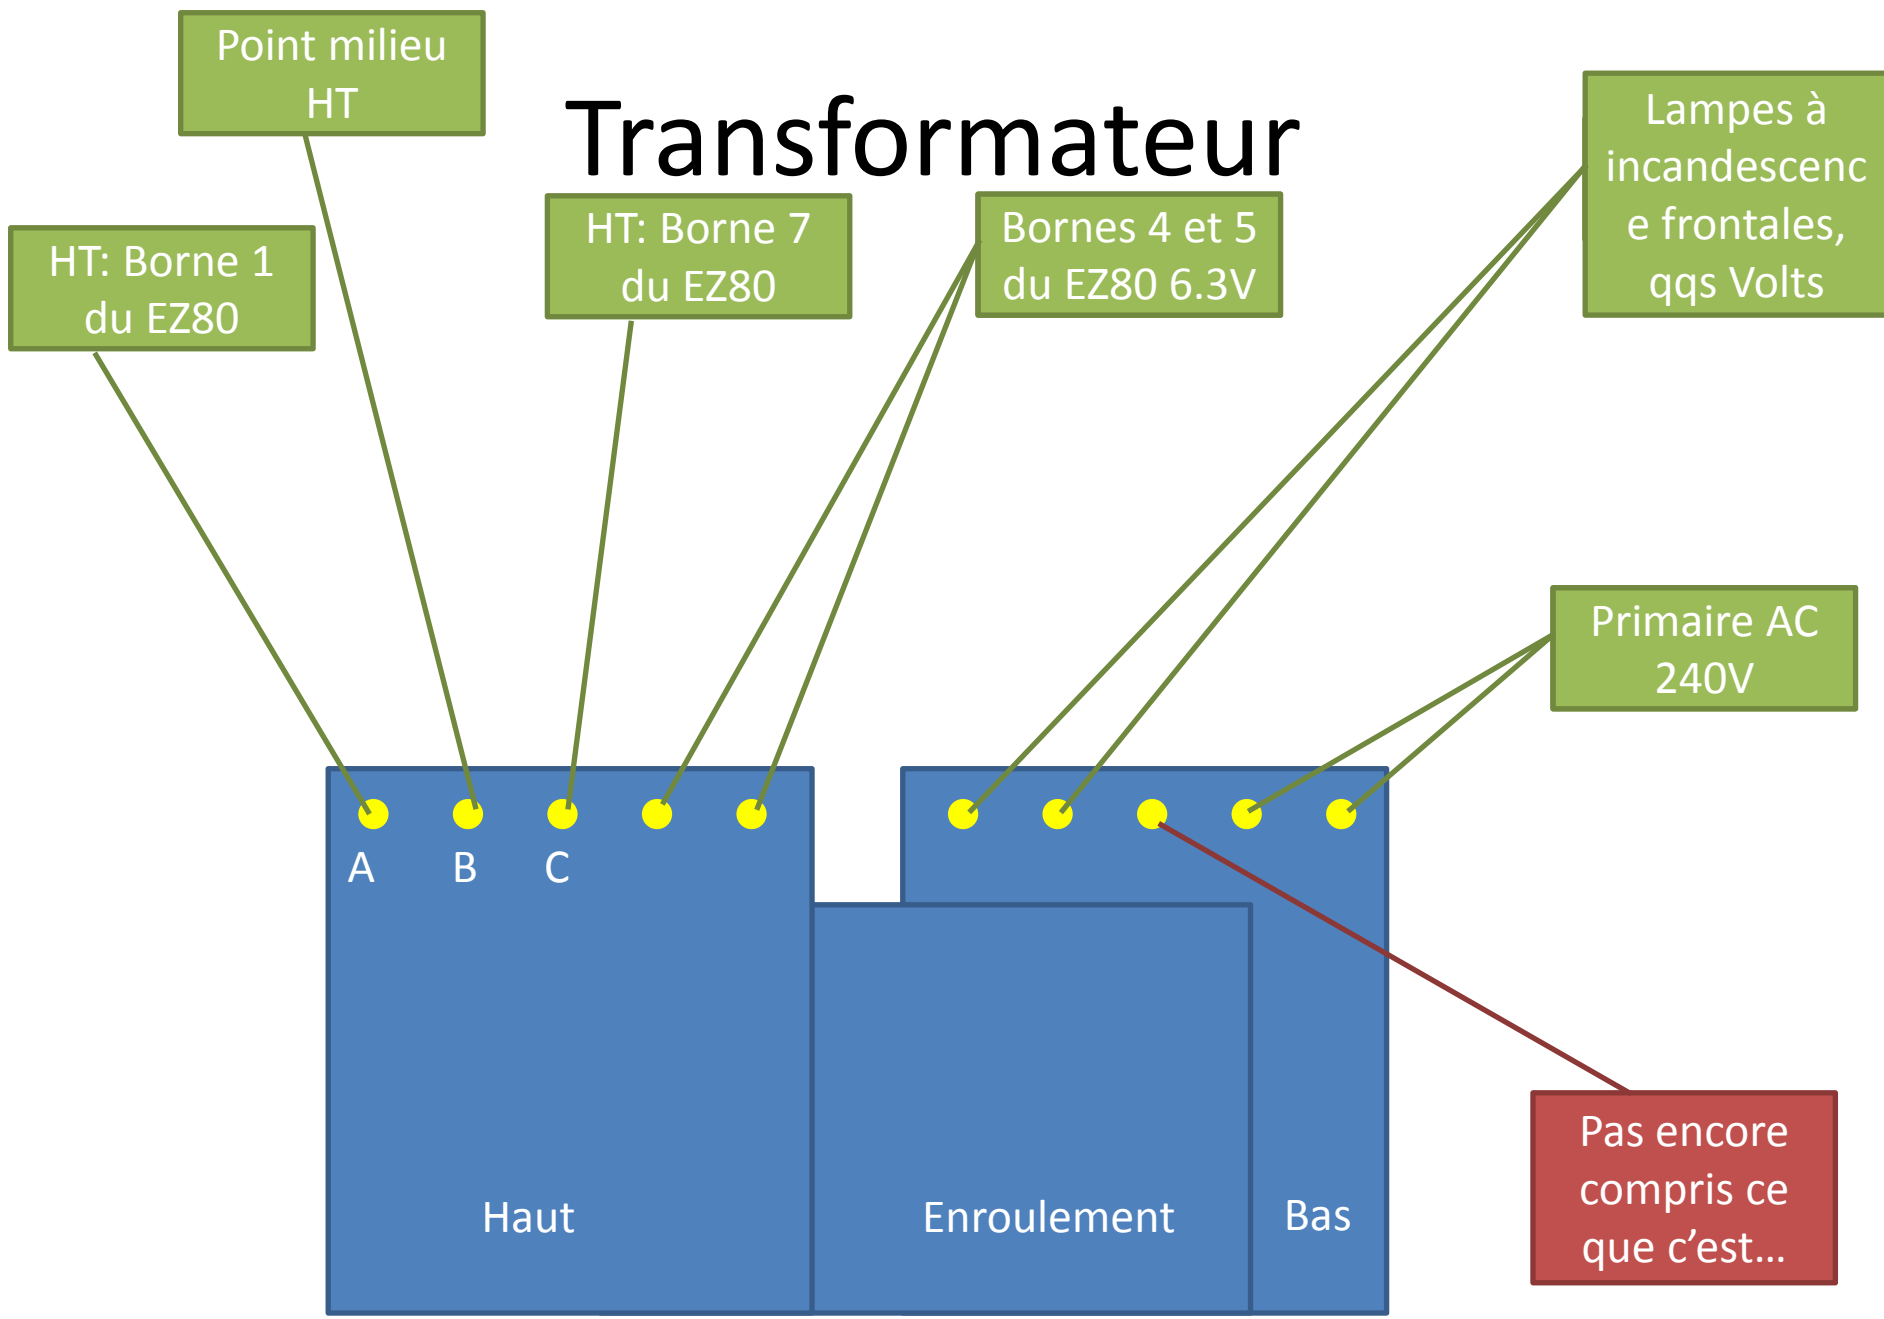 Point milieu
HT
Transformateur
Lampes à
incandescenc
e frontales,
qqs Volts
HT: Borne 1
du EZ80
HT: Borne 7
du EZ80
Bornes 4 et 5
du EZ80 6.3V
Primaire AC
240V
A
B
C
Haut
Enroulement
Bas
Pas encore
compris ce
que c’est…